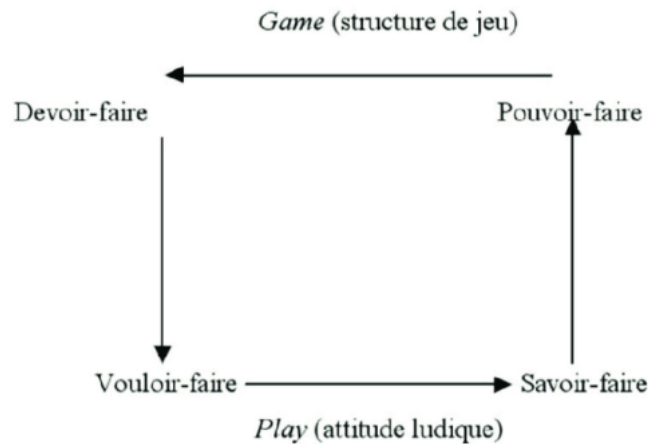 Game (structure de jeu)
Devoir-faire
Pouvoir-faire
Vouloir-faire
Savoir-faire
Play (attitude ludique)